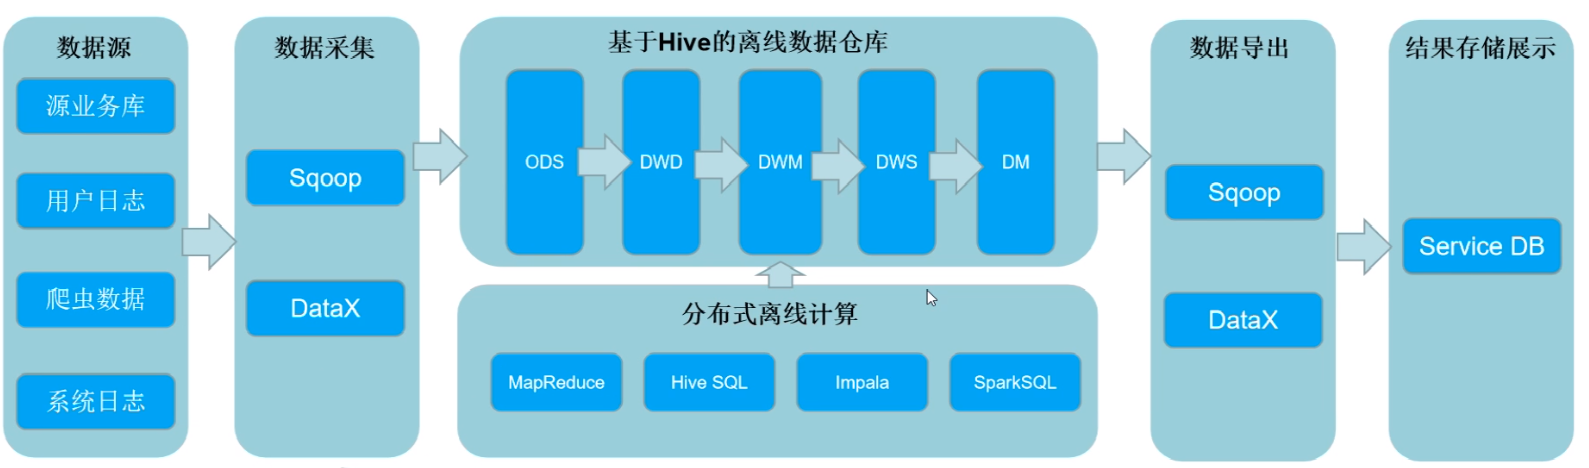 数据源
源业务库
用户日志
爬虫数据
系统日志
数据采集
Sqoop
DataX
基于Hive的离线数据仓库
ODS
DWD
DWM
DWS
DM
分布式离线计算
MapReduce
Hive SQL
Impala
SparkSQL
数据导出
Sqoop
DataX
结果存储展示
Service DB